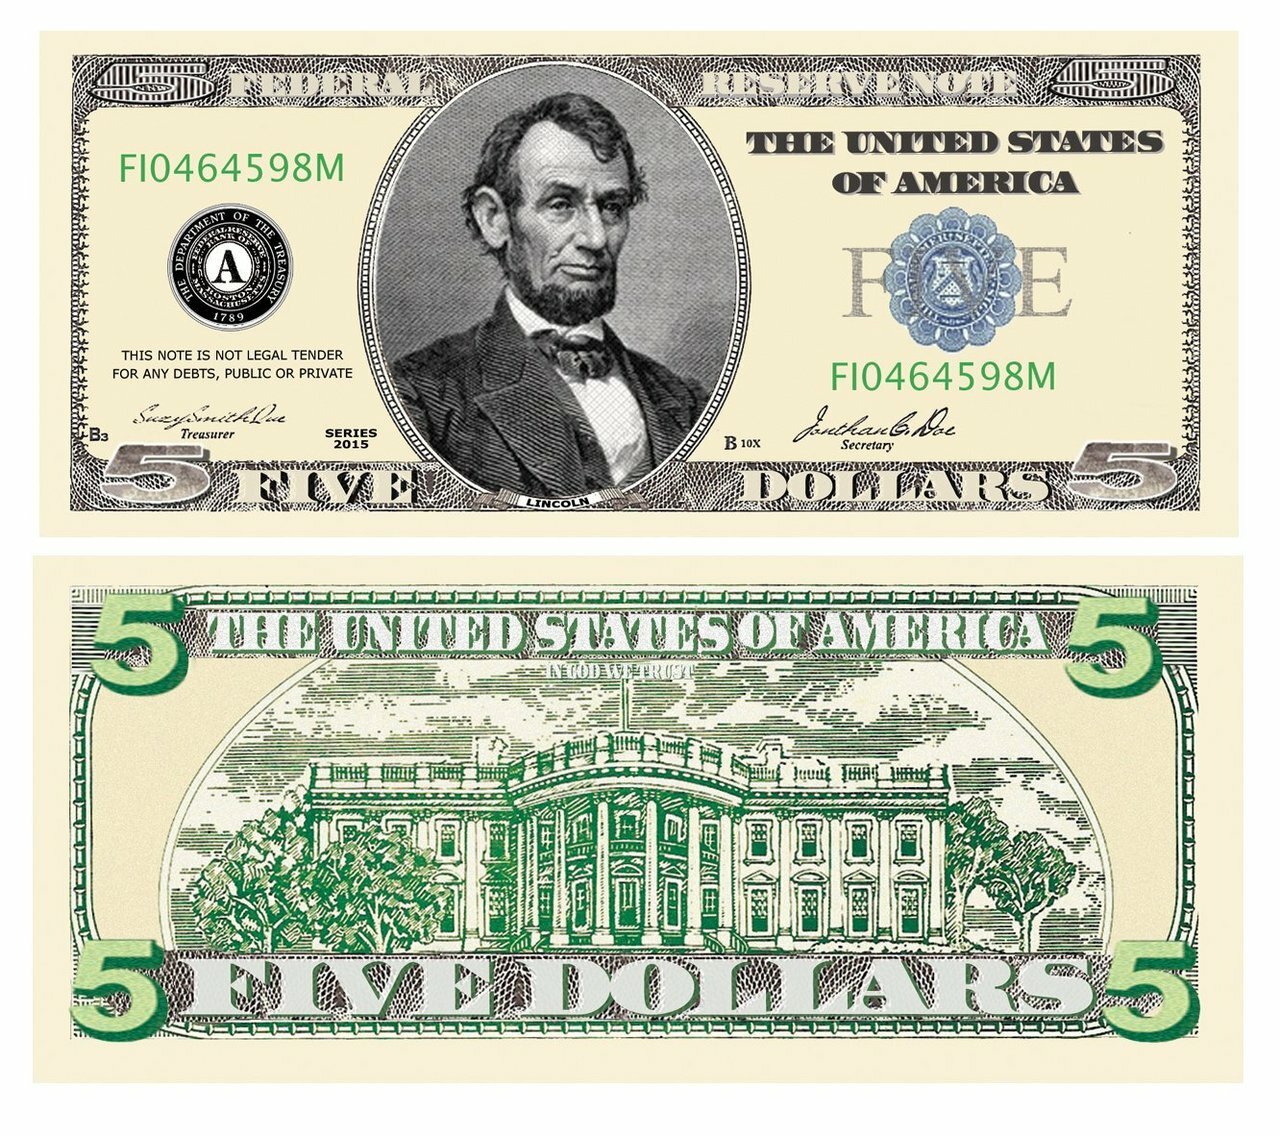 5 FEDERAL RESERVE NOTE 5
THE UNITED STATES
OF AMERICA
FI0464598M
THE DEPARTMENT OF THE TREASURY
FEDERAL RESERVE
BANK OF
A
BOSTON
MASSACHUSETTS
1789
FIVE
THIS NOTE IS NOT LEGAL TENDER
FOR ANY DEBTS, PUBLIC OR PRIVATE
FI0464598M
Suzy Smith Que
Treasurer
SERIES
2015
B3
B 10X
Jonthan C. Doe
Secretary
5 FIVE
LINCOLN
DOLLARS 5
5 THE UNITED STATES OF AMERICA 5
IN GOD WE TRUST
5 FIVE DOLLARS 5